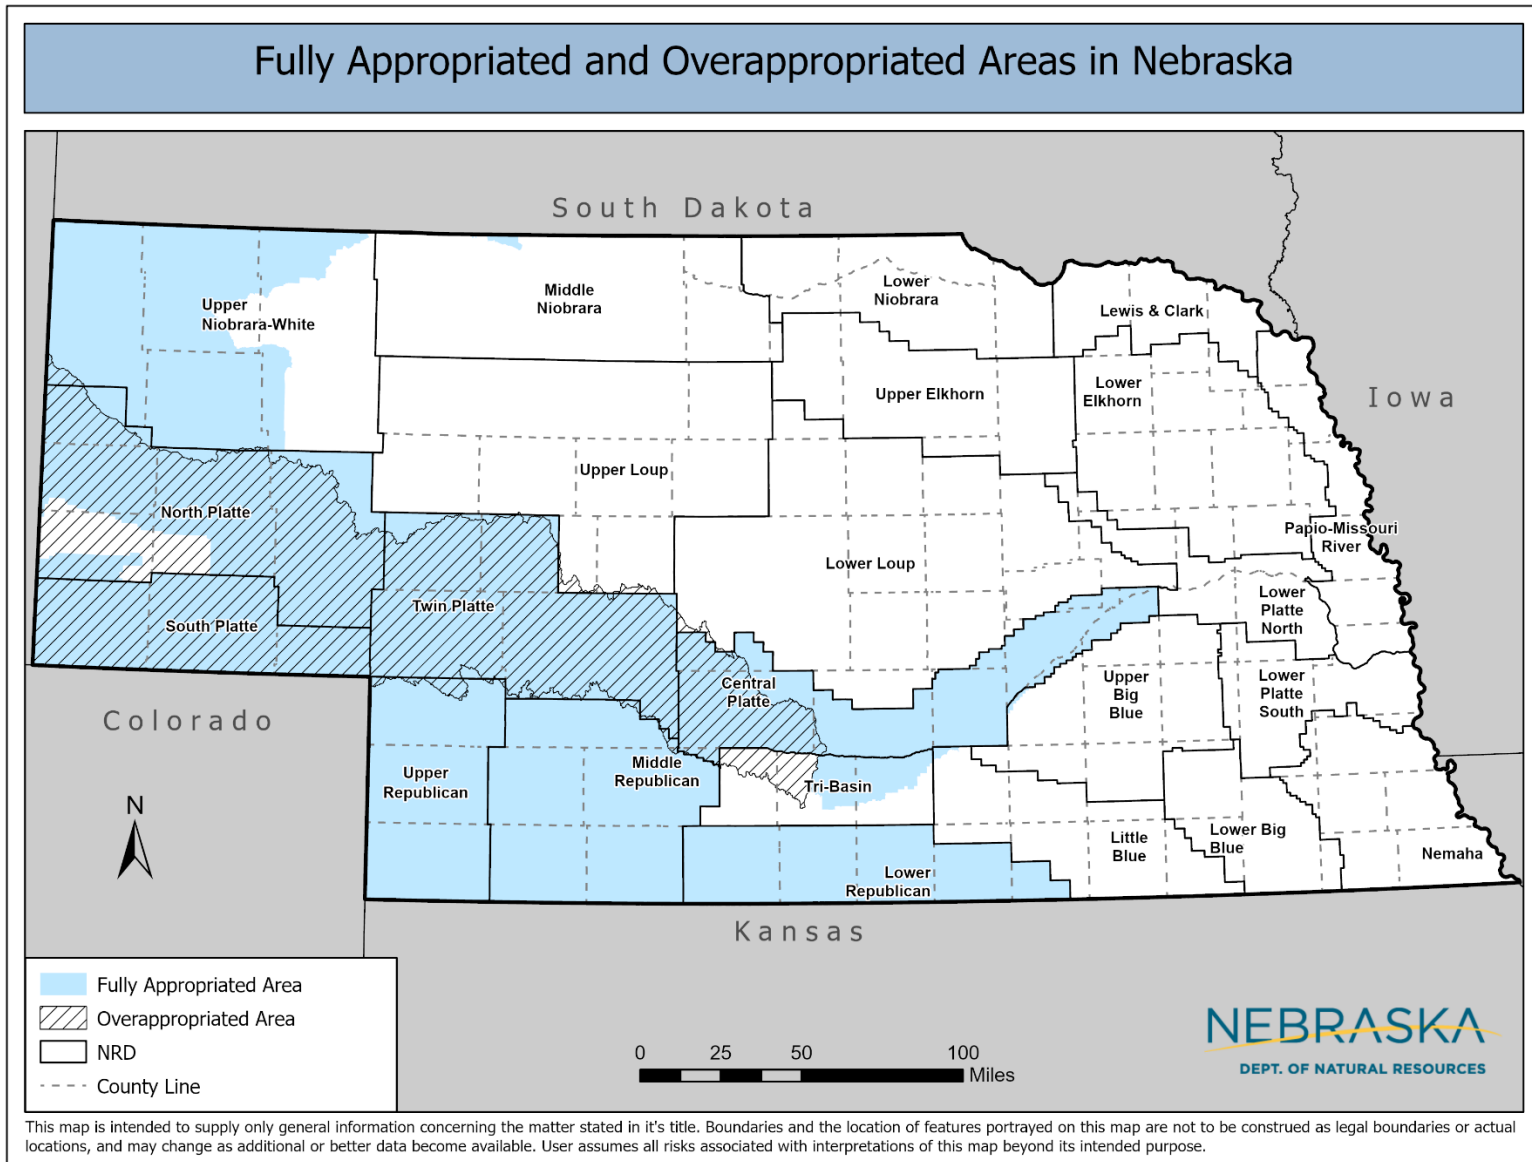 Fully Appropriated and Overappropriated Areas in Nebraska
South Dakota
Upper
Niobrara-White
Middle
Niobrara
Lower
Niobrara
Lewis & Clark
Iowa
Upper Elkhorn
Lower
Elkhorn
Upper Loup
North Platte
Papio-Missouri
River
Lower Loup
Twin Platte
South Platte
Lower
Platte
North
Central
Platte
Upper
Big
Blue
Lower
Platte
South
Colorado
Upper
Republican
Middle
Republican
Tri-Basin
Little
Blue
Lower Big
Blue
Nemaha
Lower
Republican
N
Kansas
Fully Appropriated Area
Overappropriated Area
NRD
County Line
0 25 50 100
Miles
NEBRASKA
DEPT. OF NATURAL RESOURCES
This map is intended to supply only general information concerning the matter stated in it's title. Boundaries and the location of features portrayed on this map are not to be construed as legal boundaries or actual
locations, and may change as additional or better data become available. User assumes all risks associated with interpretations of this map beyond its intended purpose.